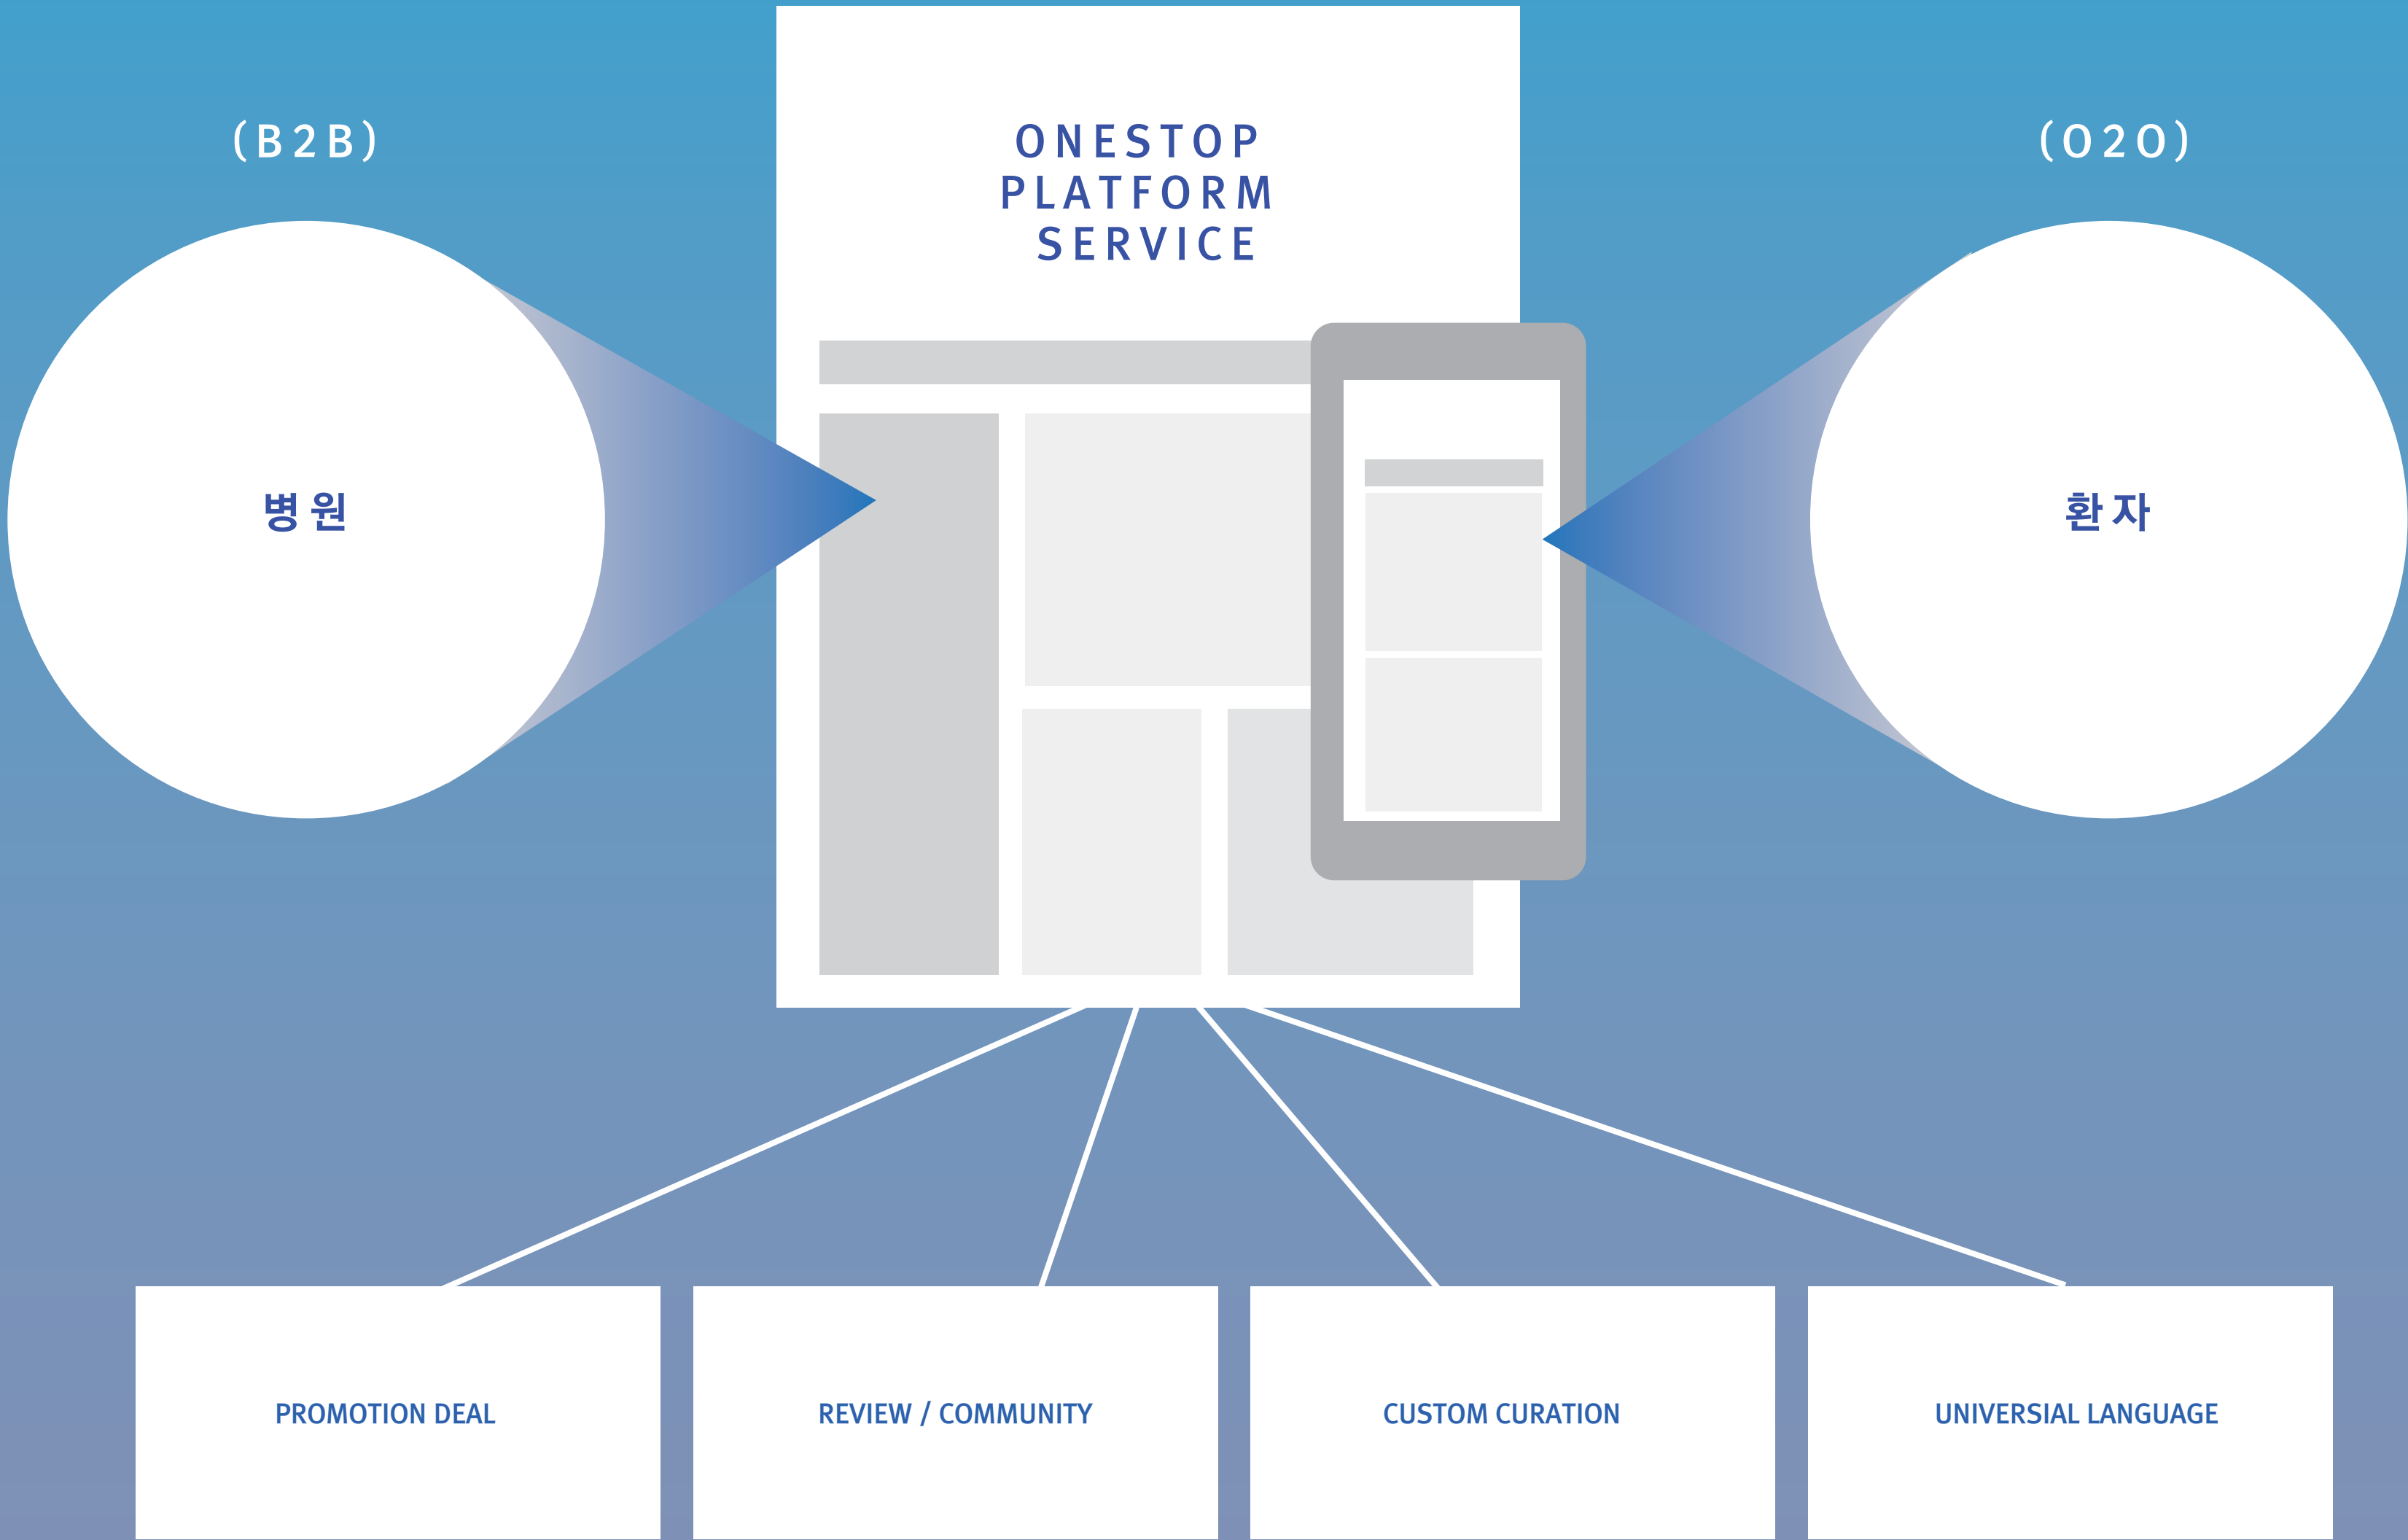 (B2B)
ONESTOP
PLATFORM
SERVICE
(O2O)
병원
환자
PROMOTION DEAL
REVIEW / COMMUNITY
CUSTOM CURATION
UNIVERSIAL LANGUAGE